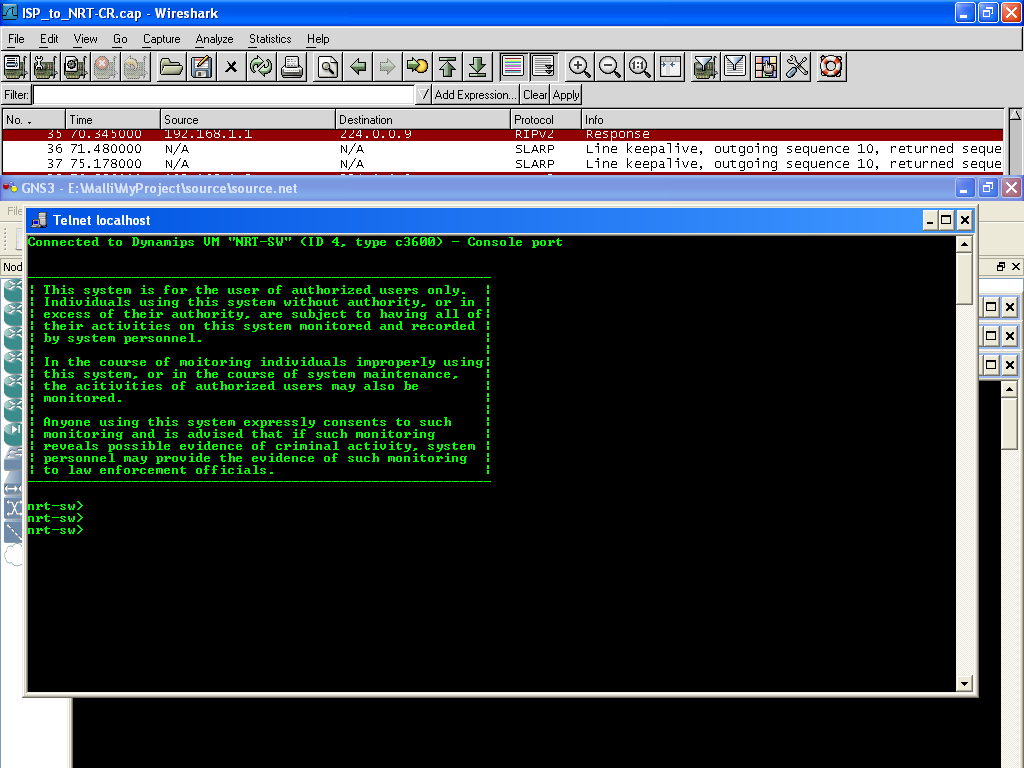 ISP_to_NRT-CR.cap - Wireshark
File Edit View Go Capture Analyze Statistics Help
Filter: Add Expression... Clear Apply
No. . Time Source Destination Protocol Info
35 70.345000 192.168.1.1 224.0.0.9 RIPv2 Response
36 71.480000 N/A N/A SLARP Line keepalive, outgoing sequence 10, returned seque
37 75.178000 N/A N/A SLARP Line keepalive, outgoing sequence 10, returned seque
GNS3 - E:\Malli\MyProject\source\source.net
File
Nod
Telnet localhost
Connected to Dynamips VM "NRT-SW" (ID 4, type c3600) - Console port
This system is for the user of authorized users only.
Individuals using this system without authority, or in
excess of their authority, are subject to having all of
their activities on this system monitored and recorded
by system personnel.
In the course of moitoring individuals improperly using
this system, or in the course of system maintenance,
the acitivities of authorized users may also be
monitored.
Anyone using this system expressly consents to such
monitoring and is advised that if such monitoring
reveals possible evidence of criminal activity, system
personnel may provide the evidence of such monitoring
to law enforcement officials.
nrt-sw>
nrt-sw>
nrt-sw>